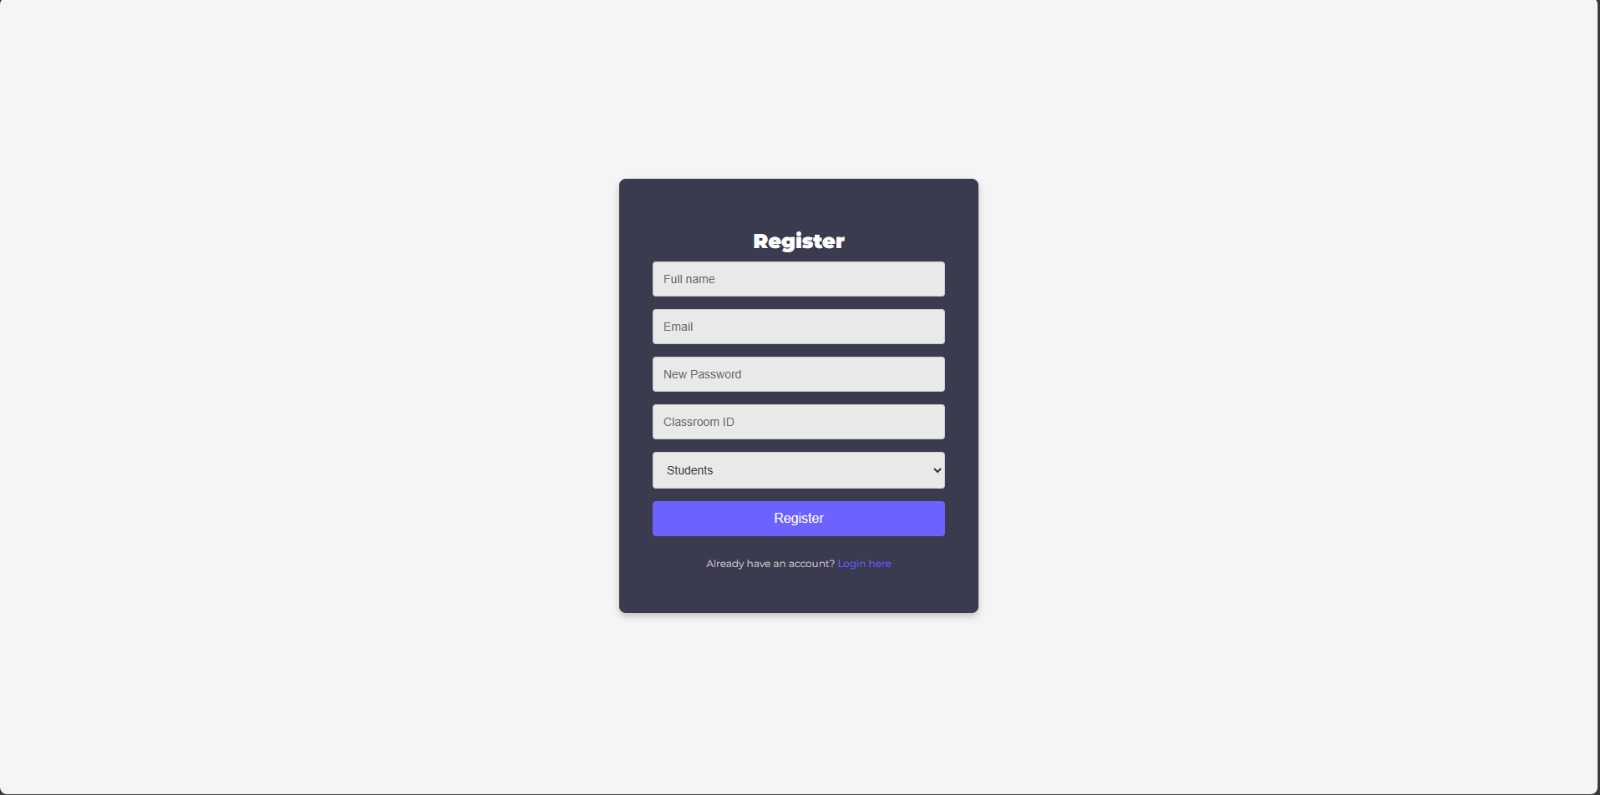 Register
Full name
Email
New Password
Classroom ID
Students
Register
Already have an account? Login here